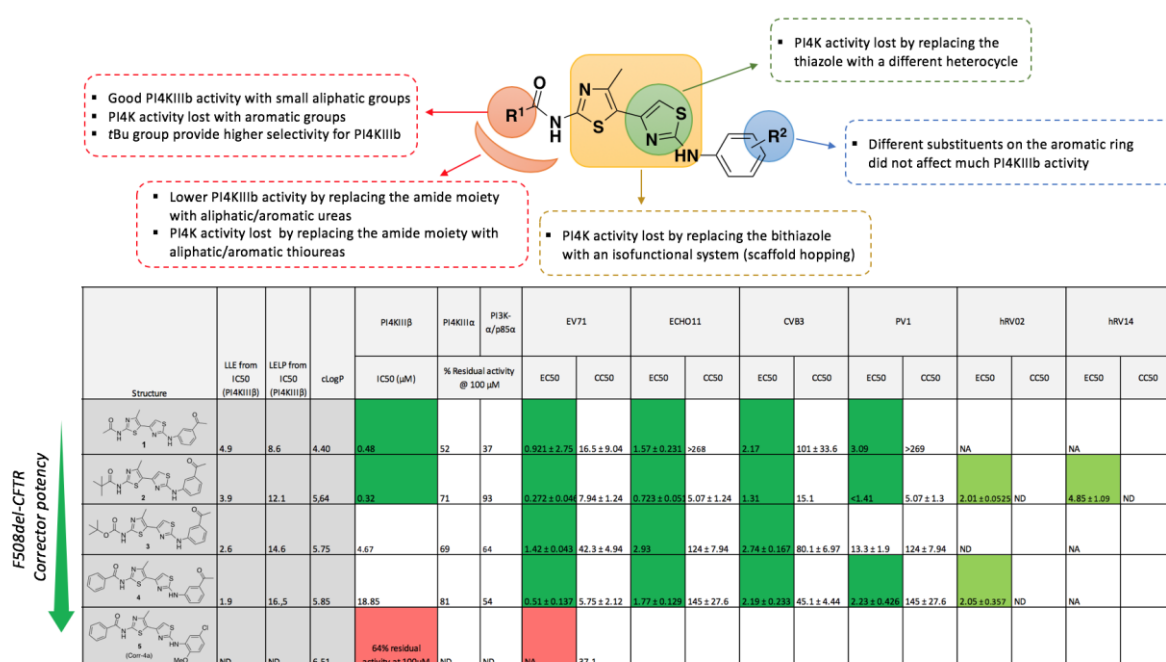 ▪ PI4K activity lost by replacing the
thiazole with a different heterocycle
▪ Good PI4KIIIb activity with small aliphatic groups
▪ PI4K activity lost with aromatic groups
▪ tBu group provide higher selectivity for PI4KIIIb
O
R¹
N
H
N
S
S
N
HN
R²
▪ Different substituents on the aromatic ring
did not affect much PI4KIIIb activity
▪ Lower PI4KIIIb activity by replacing the amide moiety
with aliphatic/aromatic ureas
▪ PI4K activity lost by replacing the amide moiety with
aliphatic/aromatic thioureas
▪ PI4K activity lost by replacing the bithiazole
with an isofunctional system (scaffold hopping)
F508del-CFTR
Corrector potency
PI4KIIIβ PI4KIIIα PI3K-α/p85α EV71 ECHO11 CVB3 PV1 hRV02 hRV14
Structure LLE from IC50 (PI4KIIIβ) LELP from IC50 (PI4KIIIβ) cLogP IC50 (µM) % Residual activity @ 100 µM EC50 CC50 EC50 CC50 EC50 CC50 EC50 CC50 EC50 CC50 EC50 CC50
1 4.9 8.6 4.40 0.48 52 37 0.921 ± 2.75 16.5 ± 9.04 1.57 ± 0.231 >268 2.17 101 ± 33.6 3.09 >269 NA NA
2 3.9 12.1 5,64 0.32 71 93 0.272 ± 7.94 ± 1.24 0.723 ± 5.07 ± 1.24 1.31 15.1 <1.41 5.07 ± 1.3 2.01 ± 0.0525 ND 4.85 ± 1.09 ND
3 2.6 14.6 5.75 4.67 69 64 1.42 ± 0.043 42.3 ± 4.94 2.93 124 ± 7.94 2.74 ± 0.167 80.1 ± 6.97 13.3 ± 1.9 124 ± 7.94 ND NA
4 1.9 16.,5 5.85 18.85 81 54 0.51 ± 0.137 5.75 ± 2.12 1.77 ± 0.129 145 ± 27.6 2.19 ± 0.233 45.1 ± 4.44 2.23 ± 0.426 145 ± 27.6 2.05 ± 0.357 ND NA
5
(Corr-4a)
64% residual
activity at 100µM
ND ND 6.51 ND ND NA 37.1